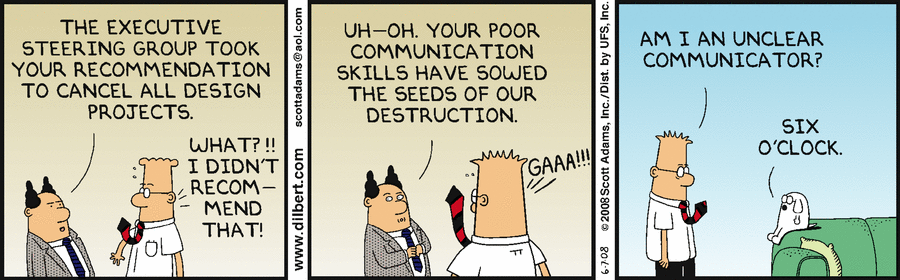 THE EXECUTIVE
STEERING GROUP TOOK
YOUR RECOMMENDATION
TO CANCEL ALL DESIGN
PROJECTS.
WHAT?!!
I DIDN'T
RECOM—
MEND
THAT!
www.dilbert.com
scottadams@aol.com
UH—OH. YOUR POOR
COMMUNICATION
SKILLS HAVE SOWED
THE SEEDS OF OUR
DESTRUCTION.
GAAA!!!
6-7-08 © 2008 Scott Adams, Inc./Dist. by UFS, Inc.
AM I AN UNCLEAR
COMMUNICATOR?
SIX
O'CLOCK.